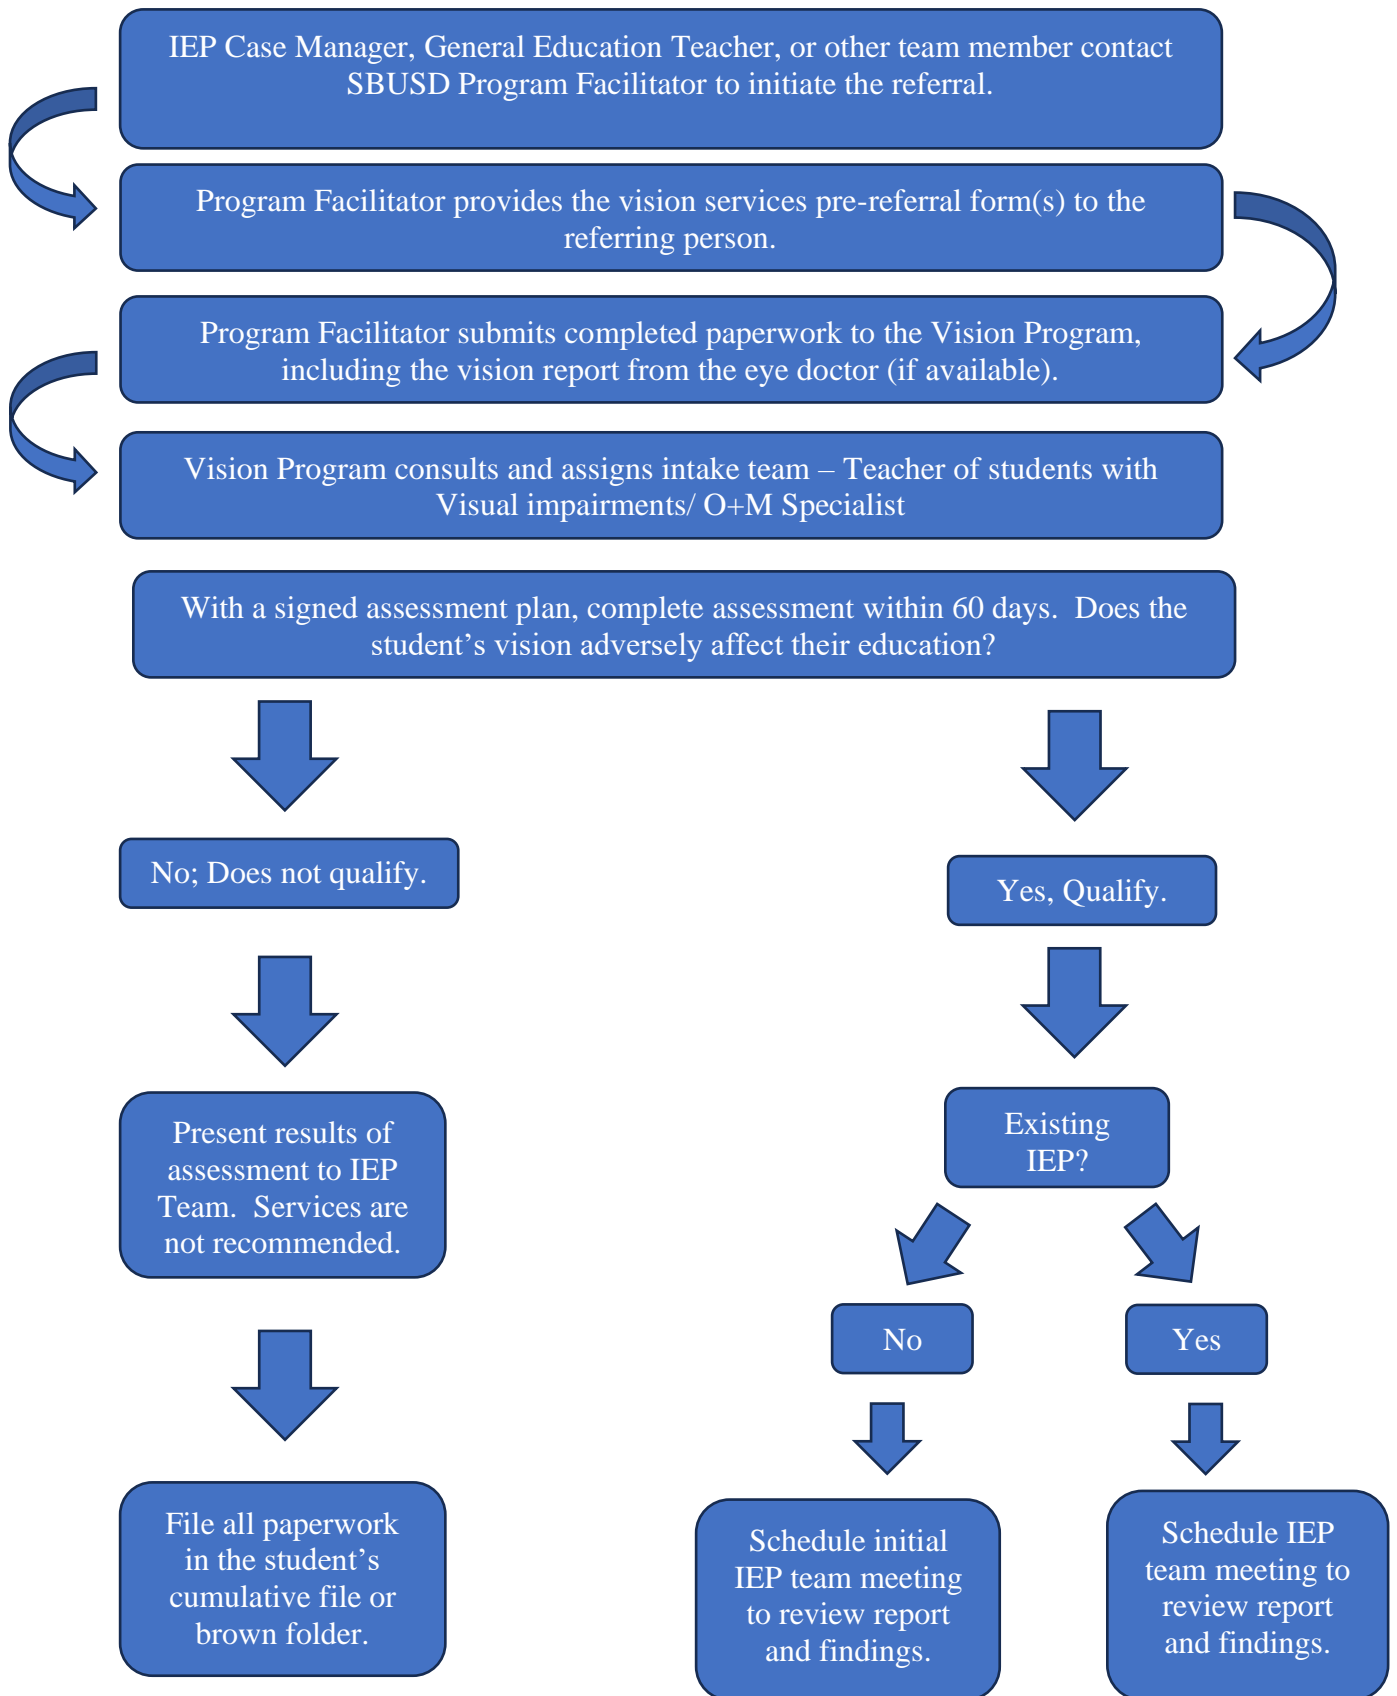 IEP Case Manager, General Education Teacher, or other team member contact
SBUSD Program Facilitator to initiate the referral.
Program Facilitator provides the vision services pre-referral form(s) to the
referring person.
Program Facilitator submits completed paperwork to the Vision Program,
including the vision report from the eye doctor (if available).
Vision Program consults and assigns intake team – Teacher of students with
Visual impairments/ O+M Specialist
With a signed assessment plan, complete assessment within 60 days.  Does the
student’s vision adversely affect their education?
No; Does not qualify.
Present results of
assessment to IEP
Team.  Services are
not recommended.
File all paperwork
in the student’s
cumulative file or
brown folder.
Yes, Qualify.
Existing
IEP?
No
Schedule initial
IEP team meeting
to review report
and findings.
Yes
Schedule IEP
team meeting to
review report
and findings.